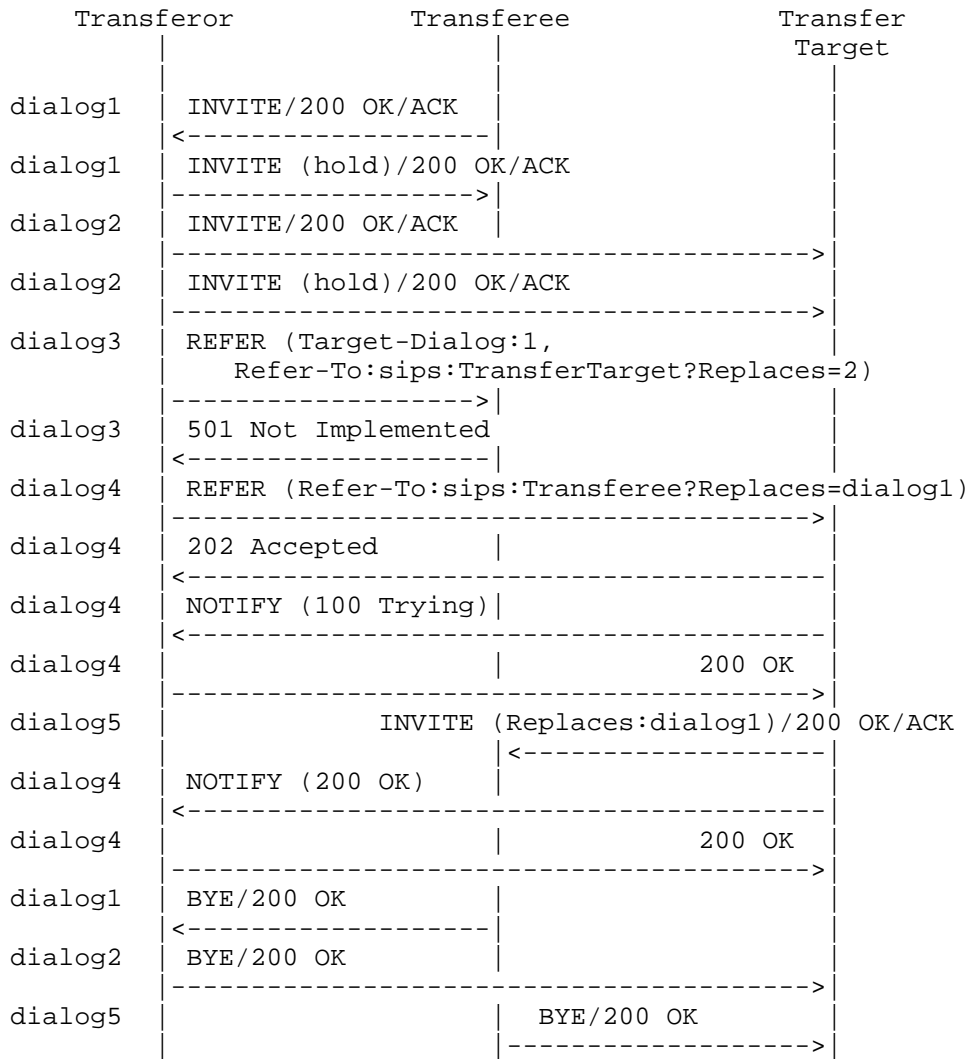 Transferor Transferee Transfer
Target
dialog1 INVITE/200 OK/ACK
dialog1 INVITE (hold)/200 OK/ACK
dialog2 INVITE/200 OK/ACK
dialog2 INVITE (hold)/200 OK/ACK
dialog3 REFER (Target-Dialog:1,
Refer-To:sips:TransferTarget?Replaces=2)
dialog3 501 Not Implemented
dialog4 REFER (Refer-To:sips:Transferee?Replaces=dialog1)
dialog4 202 Accepted
dialog4 NOTIFY (100 Trying)
dialog4 200 OK
dialog5 INVITE (Replaces:dialog1)/200 OK/ACK
dialog4 NOTIFY (200 OK)
dialog4 200 OK
dialog1 BYE/200 OK
dialog2 BYE/200 OK
dialog5 BYE/200 OK